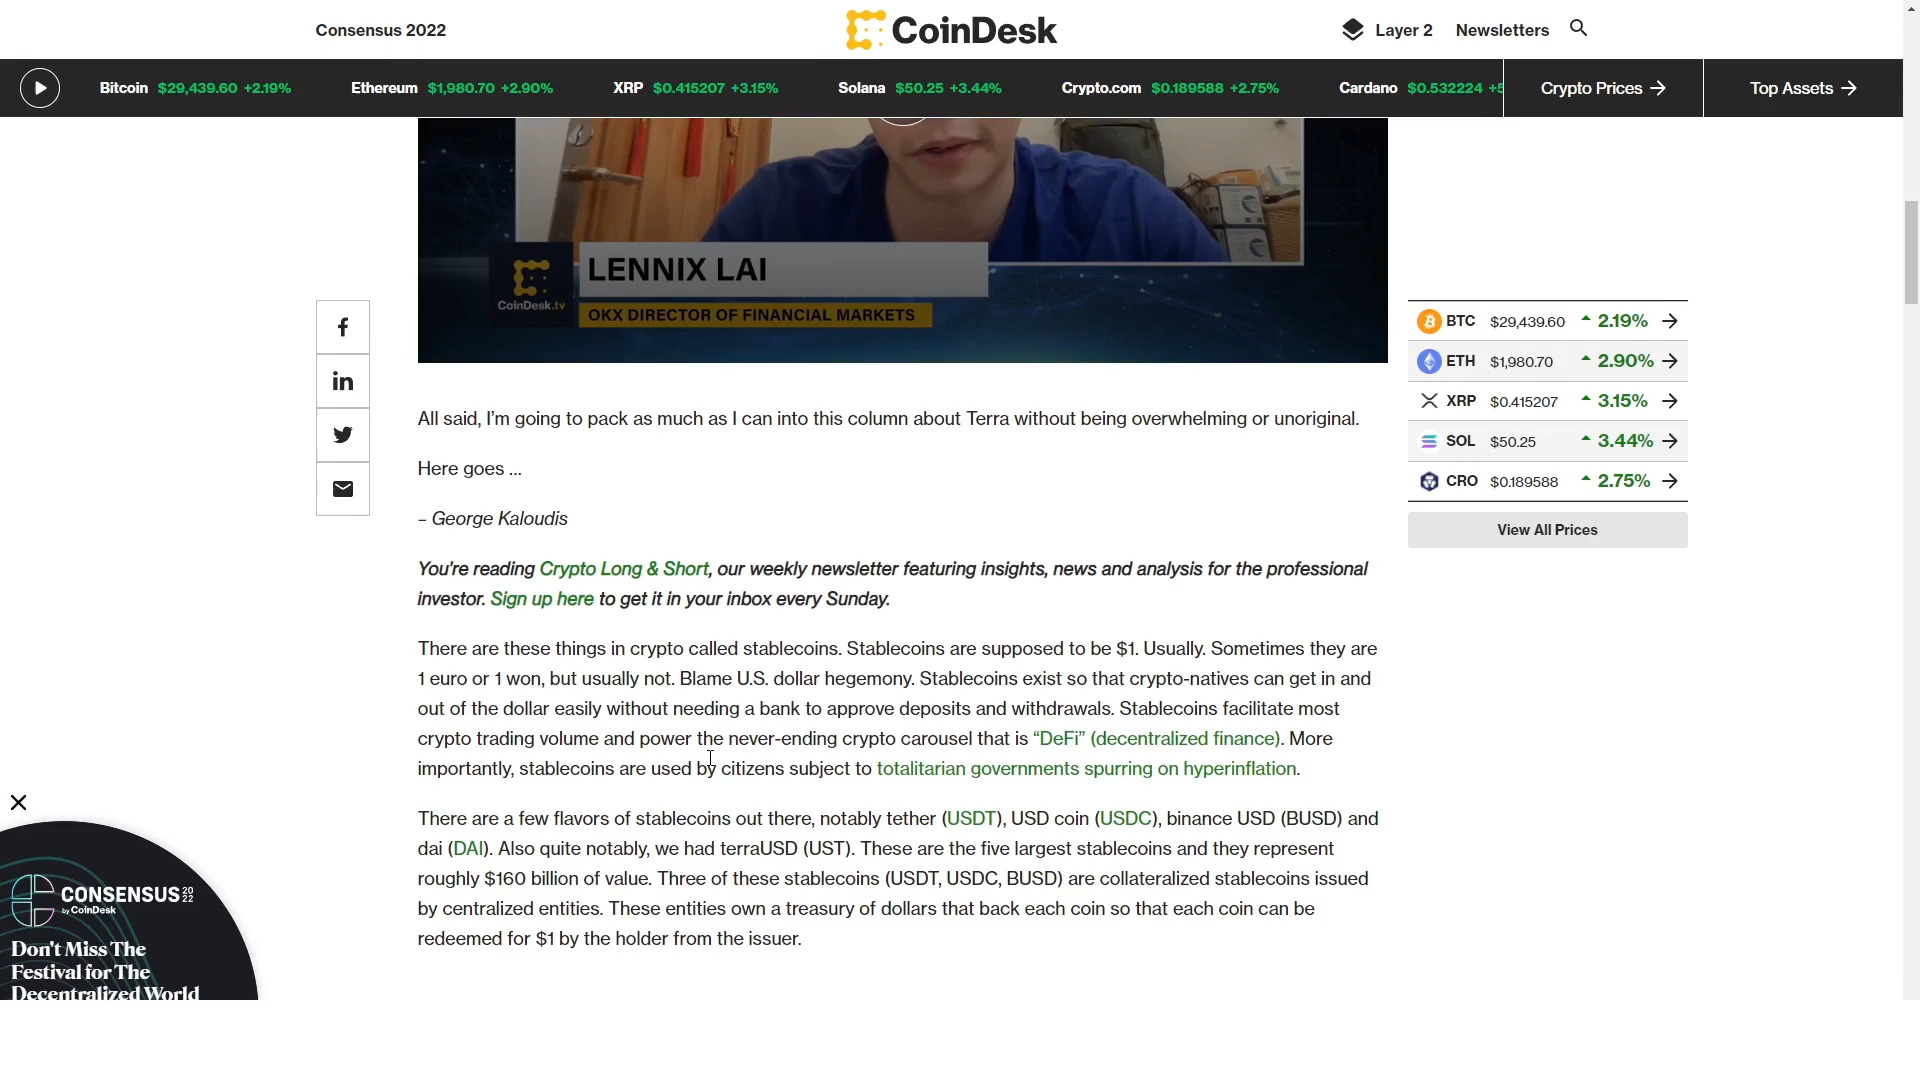 Consensus 2022
CoinDesk
Layer 2
Newsletters
Bitcoin $29,439.60 +2.19%
Ethereum $1,980.70 +2.90%
XRP $0.415207 +3.15%
Solana $50.25 +3.44%
Crypto.com $0.189588 +2.75%
Cardano $0.532224 +5
Crypto Prices →
Top Assets →
LENNIX LAI
CoinDesk.tv
OKX DIRECTOR OF FINANCIAL MARKETS
All said, I’m going to pack as much as I can into this column about Terra without being overwhelming or unoriginal.
Here goes ...
– George Kaloudis
You’re reading Crypto Long & Short, our weekly newsletter featuring insights, news and analysis for the professional
investor. Sign up here to get it in your inbox every Sunday.
There are these things in crypto called stablecoins. Stablecoins are supposed to be $1. Usually. Sometimes they are
1 euro or 1 won, but usually not. Blame U.S. dollar hegemony. Stablecoins exist so that crypto-natives can get in and
out of the dollar easily without needing a bank to approve deposits and withdrawals. Stablecoins facilitate most
crypto trading volume and power the never-ending crypto carousel that is “DeFi” (decentralized finance). More
importantly, stablecoins are used by citizens subject to totalitarian governments spurring on hyperinflation.
There are a few flavors of stablecoins out there, notably tether (USDT), USD coin (USDC), binance USD (BUSD) and
dai (DAI). Also quite notably, we had terraUSD (UST). These are the five largest stablecoins and they represent
roughly $160 billion of value. Three of these stablecoins (USDT, USDC, BUSD) are collateralized stablecoins issued
by centralized entities. These entities own a treasury of dollars that back each coin so that each coin can be
redeemed for $1 by the holder from the issuer.
BTC $29,439.60 2.19% →
ETH $1,980.70 2.90% →
XRP $0.415207 3.15% →
SOL $50.25 3.44% →
CRO $0.189588 2.75% →
View All Prices
CONSENSUS 20 22
by CoinDesk
Don't Miss The
Festival for The
Decentralized World